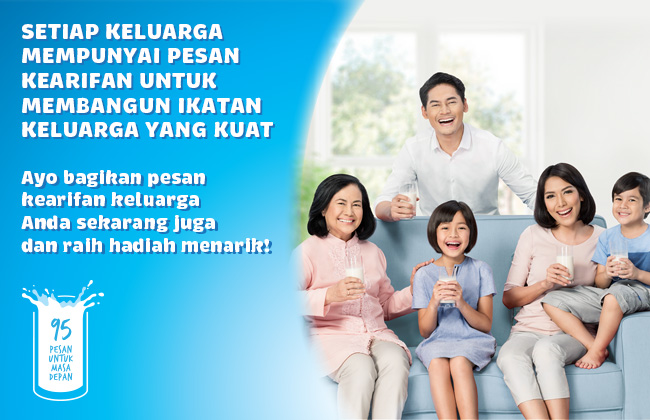 SETIAP KELUARGA
MEMPUNYAI PESAN
KEARIFAN UNTUK
MEMBANGUN IKATAN
KELUARGA YANG KUAT
Ayo bagikan pesan
kearifan keluarga
Anda sekarang juga
dan raih hadiah menarik!
95
PESAN
UNTUK
MASA
DEPAN